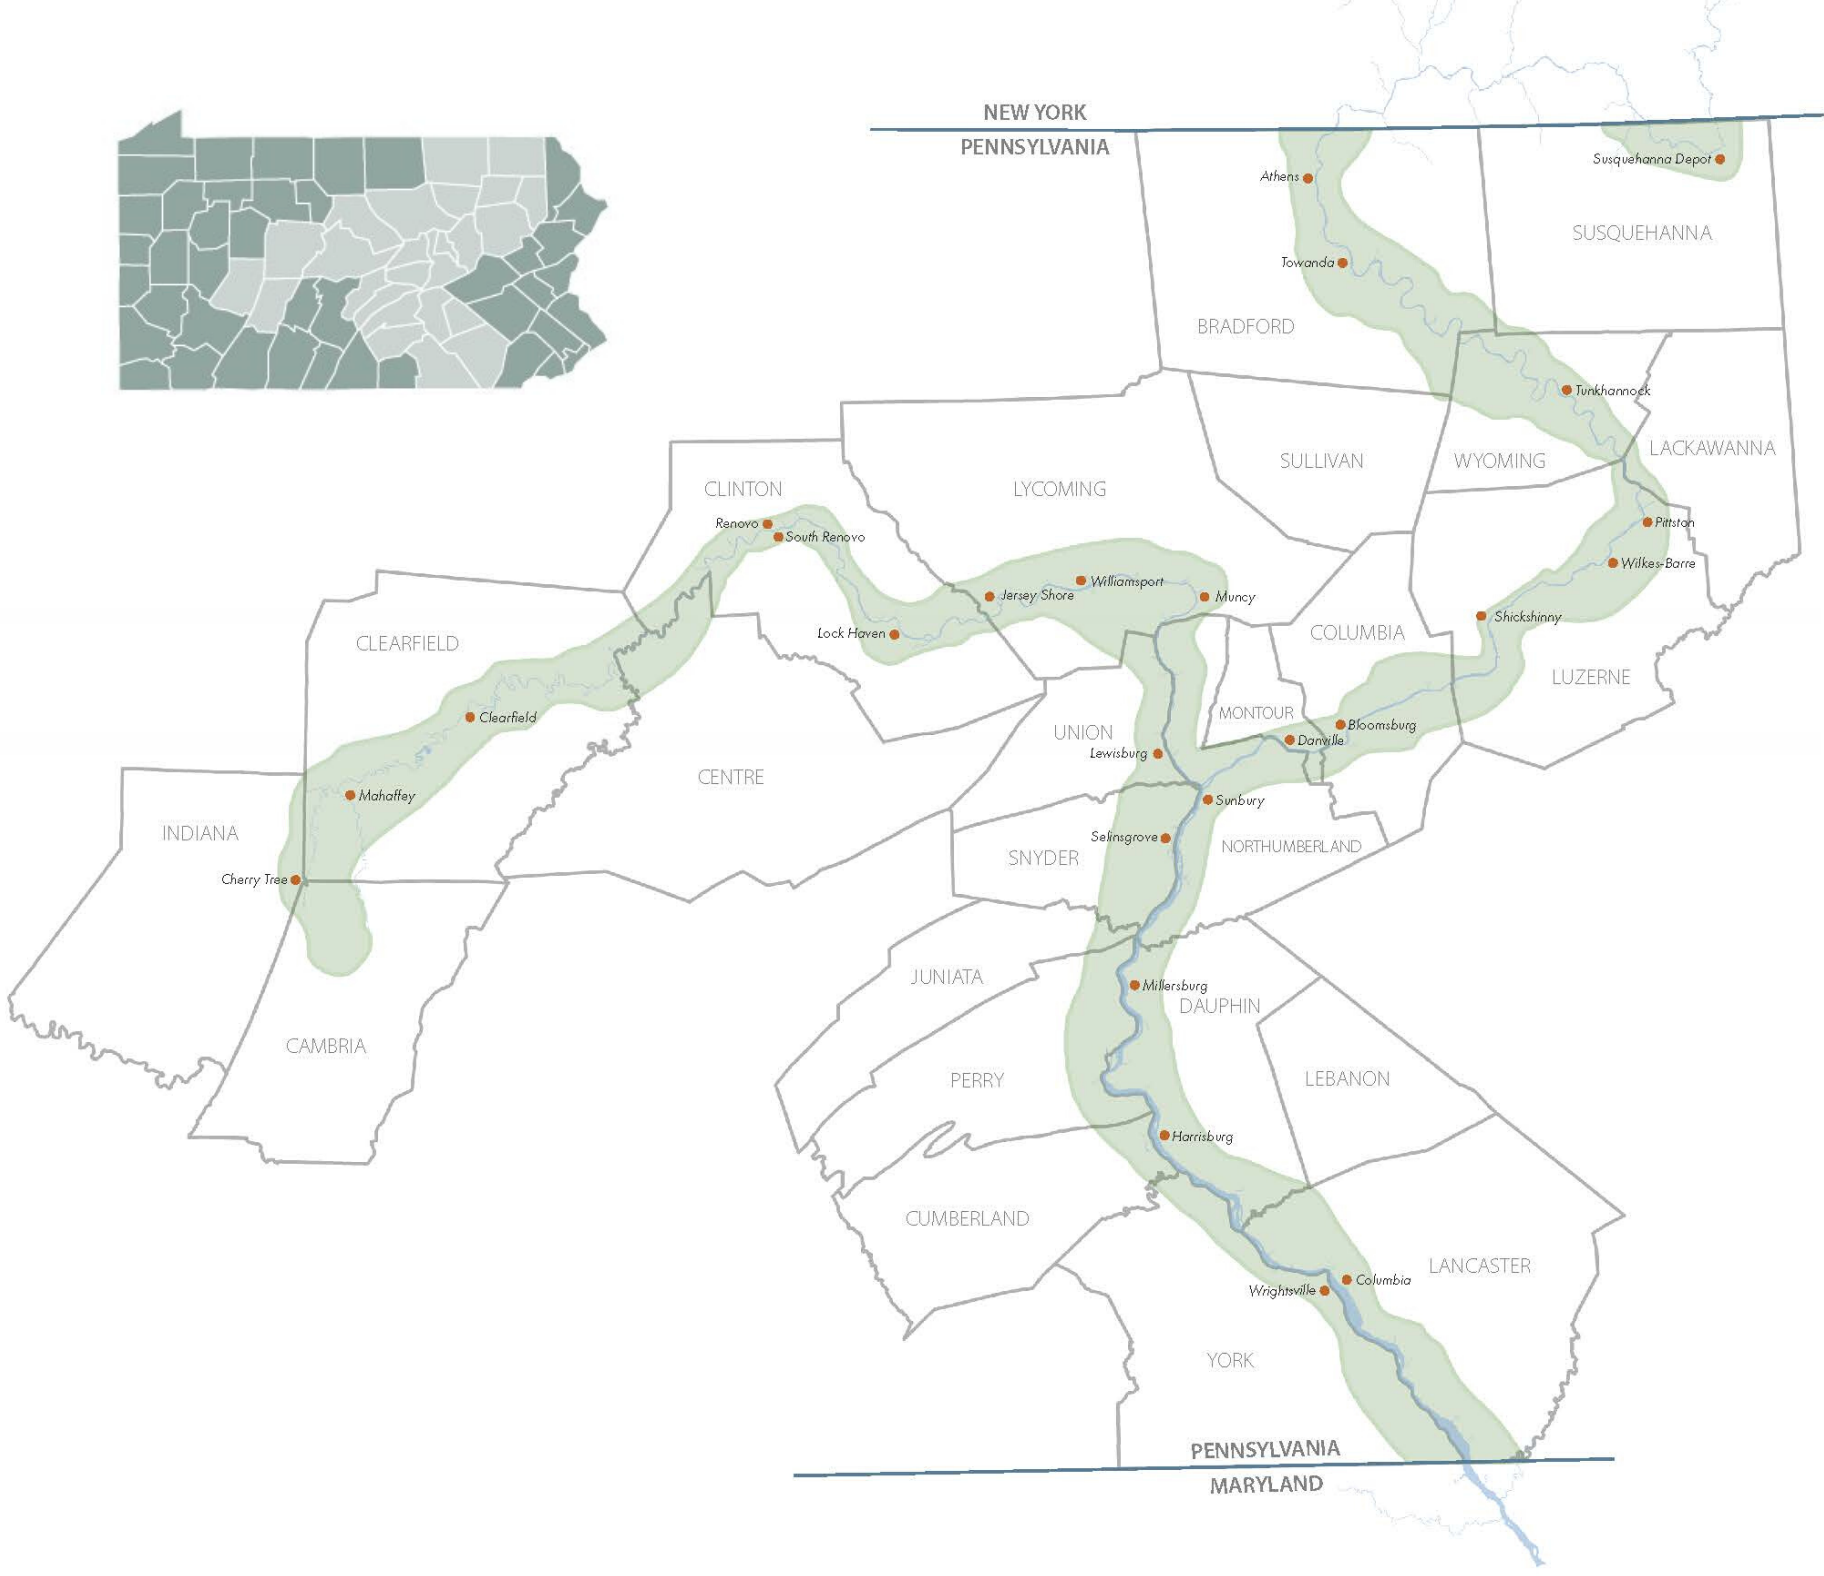 NEW YORK
PENNSYLVANIA
Susquehanna Depot
Athens
SUSQUEHANNA
Towanda
BRADFORD
Tunkhannock
LACKAWANNA
SULLIVAN
WYOMING
CLINTON
LYCOMING
Renovo
South Renovo
Pittston
Wilkes-Barre
Williamsport
Jersey Shore
Muncy
Shickshinny
Lock Haven
COLUMBIA
CLEARFIELD
LUZERNE
Clearfield
MONTOUR
Bloomsburg
UNION
Danville
Lewisburg
CENTRE
Mahaffey
Sunbury
INDIANA
Selinsgrove
NORTHUMBERLAND
SNYDER
Cherry Tree
JUNIATA
Millersburg
DAUPHIN
CAMBRIA
PERRY
LEBANON
Harrisburg
CUMBERLAND
LANCASTER
Columbia
Wrightsville
YORK
PENNSYLVANIA
MARYLAND